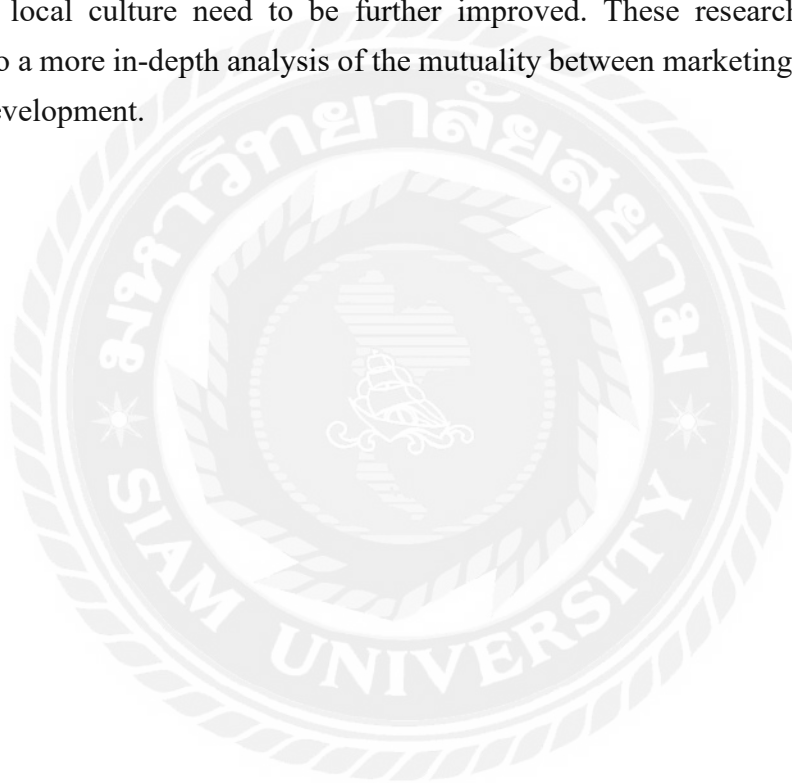 local culture need to be further improved. These research
o a more in-depth analysis of the mutuality between marketing
evelopment.
มหาวิทยาลัยสยาม
SIAM UNIVERSITY